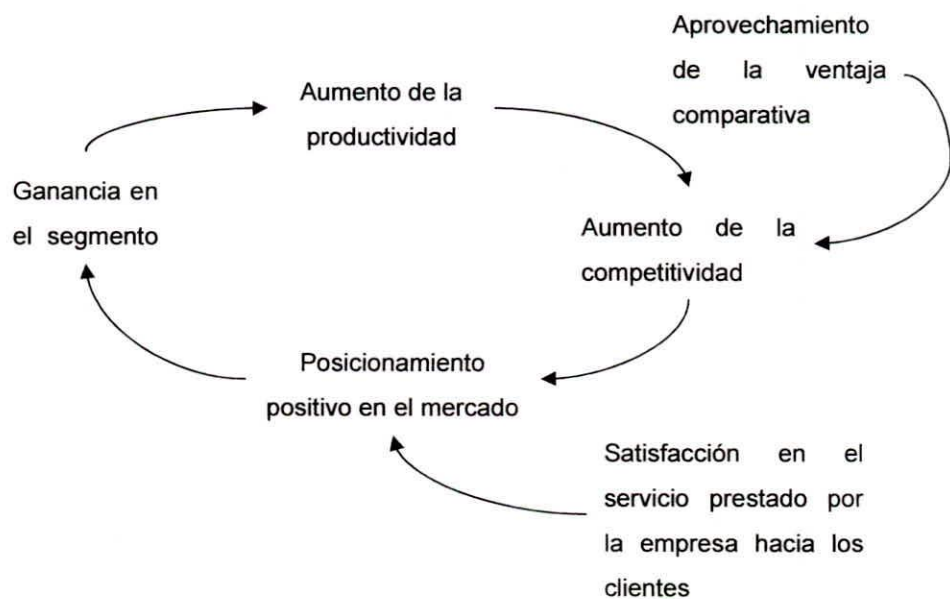 Aprovechamiento
de la ventaja
comparativa
Aumento de la
productividad
Ganancia en
el segmento
Aumento de la
competitividad
Posicionamiento
positivo en el mercado
Satisfacción en el
servicio prestado por
la empresa hacia los
clientes